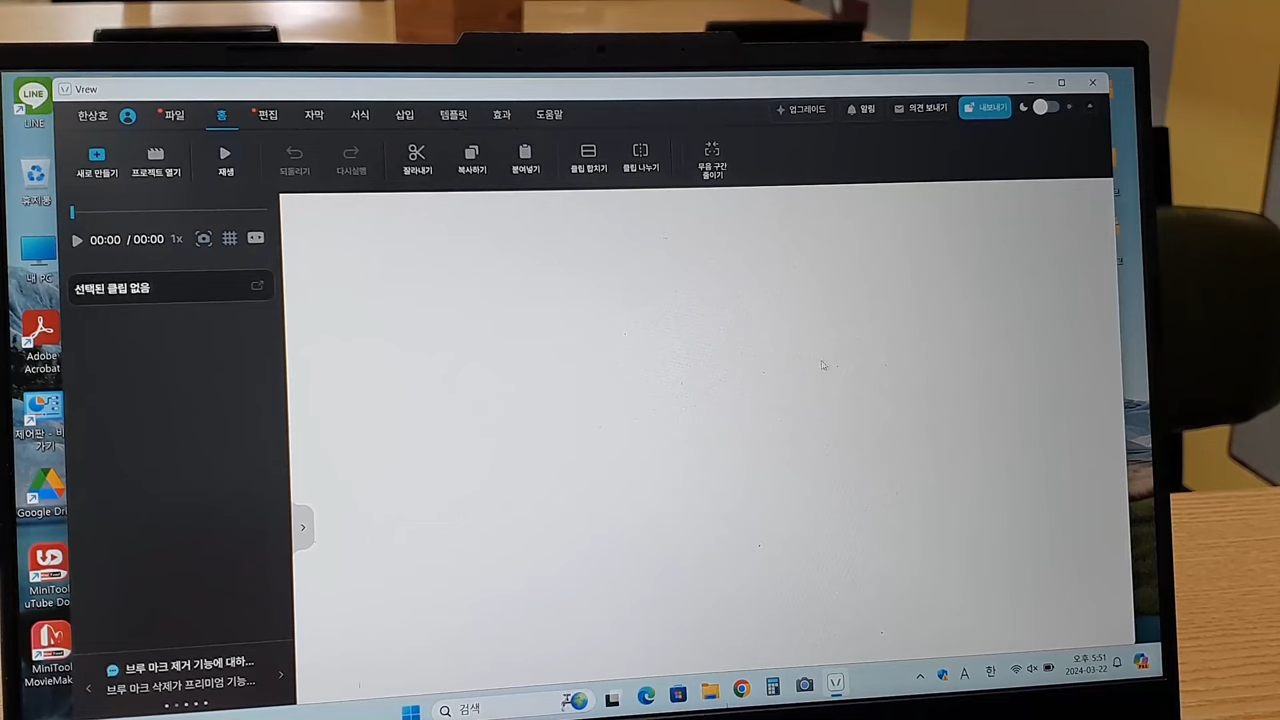 Vrew
한상호 파일 홈 편집 자막 서식 삽입 템플릿 효과 도움말 업그레이드 알림 의견 보내기 내보내기
새로 만들기 프로젝트 열기 재생 되돌리기 다시실행 잘라내기 복사하기 붙여넣기 클립 합치기 클립 나누기 무음 구간
줄이기
00:00 / 00:00 1x
선택된 클립 없음
브루 마크 제거 기능에 대하...
브루 마크 삭제가 프리미엄 기능...
LINE
LINE
휴지통
내 PC
Adobe
Acrobat
제어판 - 바
가기
Google Dri
MiniTool
uTube Do
MiniTool
MovieMak
검색
A 한
오후 5:51
2024-03-22